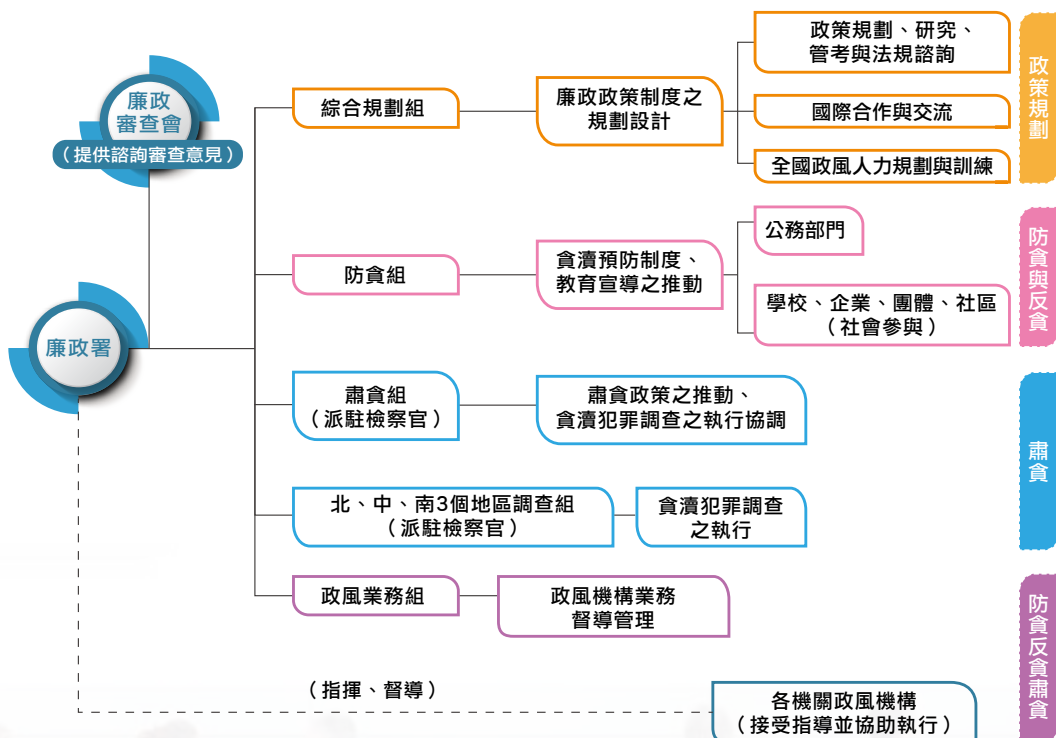 廉政
審查會
（提供諮詢審查意見）
廉政署
綜合規劃組
廉政政策制度之
規劃設計
政策規劃、研究、
管考與法規諮詢
國際合作與交流
全國政風人力規劃與訓練
政策規劃
防貪組
貪瀆預防制度、
教育宣導之推動
公務部門
學校、企業、團體、社區
（社會參與）
防貪與反貪
肅貪組
（派駐檢察官）
肅貪政策之推動、
貪瀆犯罪調查之執行協調
北、中、南3個地區調查組
（派駐檢察官）
貪瀆犯罪調查
之執行
肅貪
政風業務組
政風機構業務
督導管理
（指揮、督導）
各機關政風機構
（接受指導並協助執行）
防貪反貪肅貪